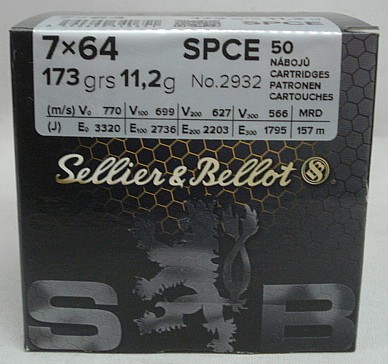 SPCE
7×64 SPCE 50
173 grs 11,2g No.2932
NÁBOJŮ
CARTRIDGES
PATRONEN
CARTOUCHES
(m/s) V₀ 770 V₁₀₀ 699 V₂₀₀ 627 V₃₀₀ 566 MRD
(J) E₀ 3320 E₁₀₀ 2736 E₂₀₀ 2203 E₃₀₀ 1795 157 m
Sellier & Bellot
S B